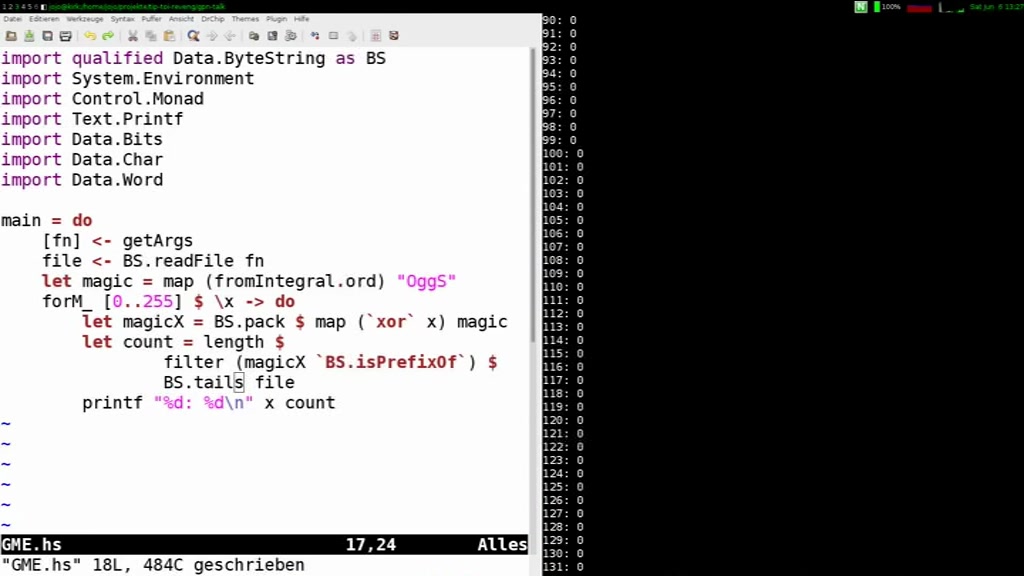 1 2 3 4 5 6 jojo@kirk:/home/jojo/projekte/tip-toi-reveng/gpn-talk
100% Sat Jun 6 13:27
Datei Editieren Werkzeuge Syntax Puffer Ansicht DrChip Themes Plugin Hilfe
import qualified Data.ByteString as BS
import System.Environment
import Control.Monad
import Text.Printf
import Data.Bits
import Data.Char
import Data.Word
main = do
[fn] <- getArgs
file <- BS.readFile fn
let magic = map (fromIntegral.ord) "OggS"
forM_ [0..255] $ \x -> do
let magicX = BS.pack $ map (`xor` x) magic
let count = length $
filter (magicX `BS.isPrefixOf`) $
BS.tails file
printf "%d: %d\n" x count
~
~
~
~
~
~
GME.hs 17,24 Alles
"GME.hs" 18L, 484C geschrieben
90: 0
91: 0
92: 0
93: 0
94: 0
95: 0
96: 0
97: 0
98: 0
99: 0
100: 0
101: 0
102: 0
103: 0
104: 0
105: 0
106: 0
107: 0
108: 0
109: 0
110: 0
111: 0
112: 0
113: 0
114: 0
115: 0
116: 0
117: 0
118: 0
119: 0
120: 0
121: 0
122: 0
123: 0
124: 0
125: 0
126: 0
127: 0
128: 0
129: 0
130: 0
131: 0